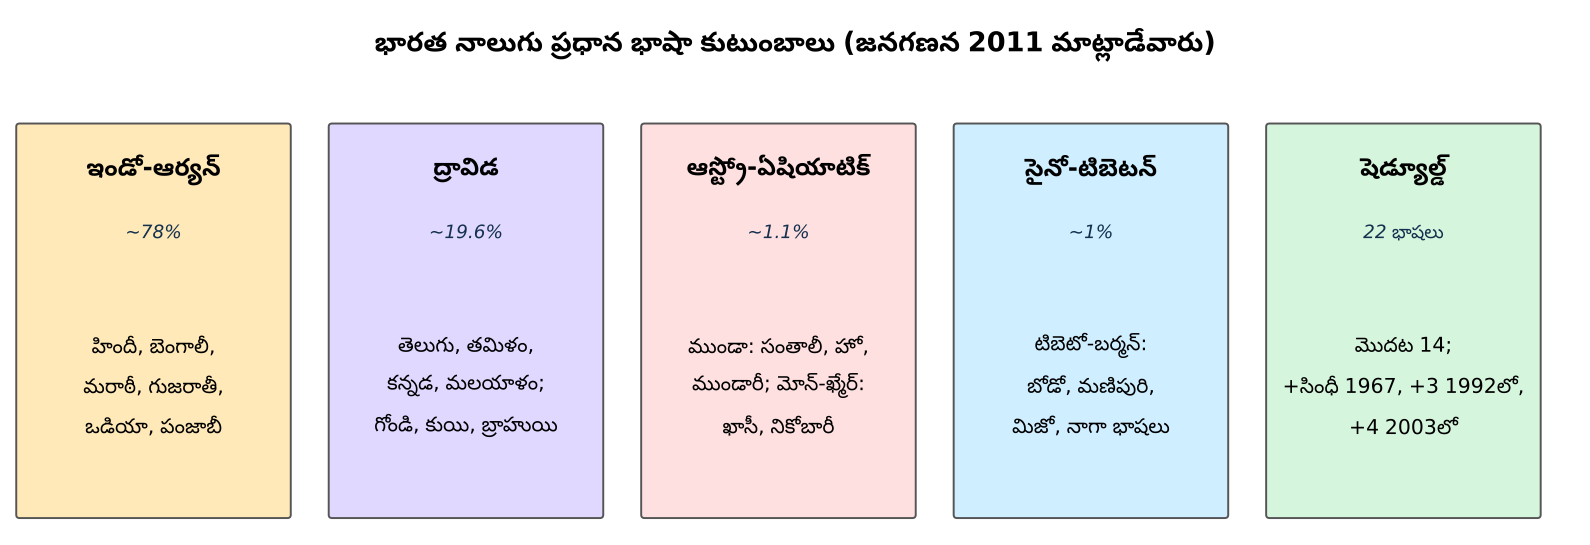 భారత నాలుగు ప్రధాన భాషా కుటుంబాలు (జనగణన 2011 మాట్లాడేవారు)
ఇండో-ఆర్యన్
~78%
హిందీ, బెంగాలీ,
మరాఠీ, గుజరాతీ,
ఒడియా, పంజాబీ
ద్రావిడ
~19.6%
తెలుగు, తమిళం,
కన్నడ, మలయాళం;
గోండి, కుయి, బ్రాహుయి
ఆస్ట్రో-ఏషియాటిక్
~1.1%
ముండా: సంతాలీ, హో,
ముండారీ; మోన్-ఖ్మేర్:
ఖాసీ, నికోబారీ
సైనో-టిబెటన్
~1%
టిబెటో-బర్మన్:
బోడో, మణిపురి,
మిజో, నాగా భాషలు
షెడ్యూల్డ్
22 భాషలు
మొదట 14;
+సింధీ 1967, +3 1992లో,
+4 2003లో